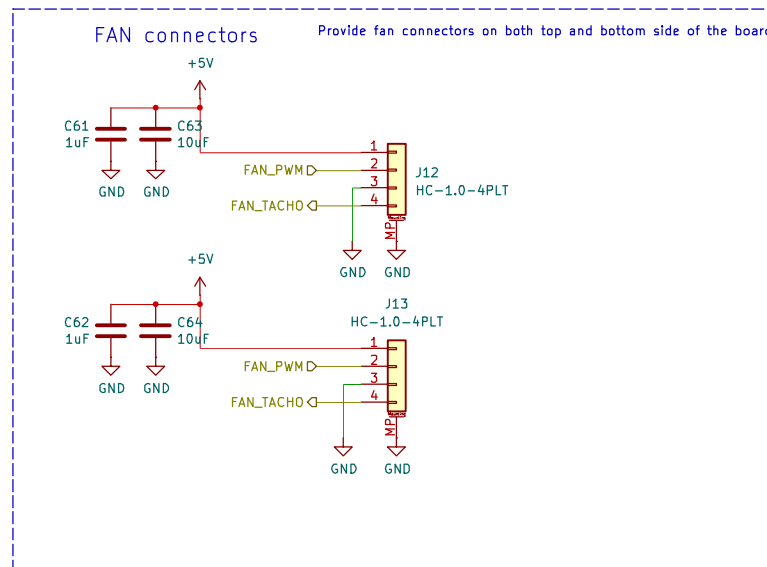 FAN connectors
Provide fan connectors on both top and bottom side of the board
+5V
C61
1uF
C63
10uF
GND
GND
FAN_PWM
FAN_TACHO
1
2
3
4
MP
J12
HC-1.0-4PLT
GND
GND
+5V
C62
1uF
C64
10uF
GND
GND
J13
HC-1.0-4PLT
FAN_PWM
FAN_TACHO
1
2
3
4
MP
GND
GND